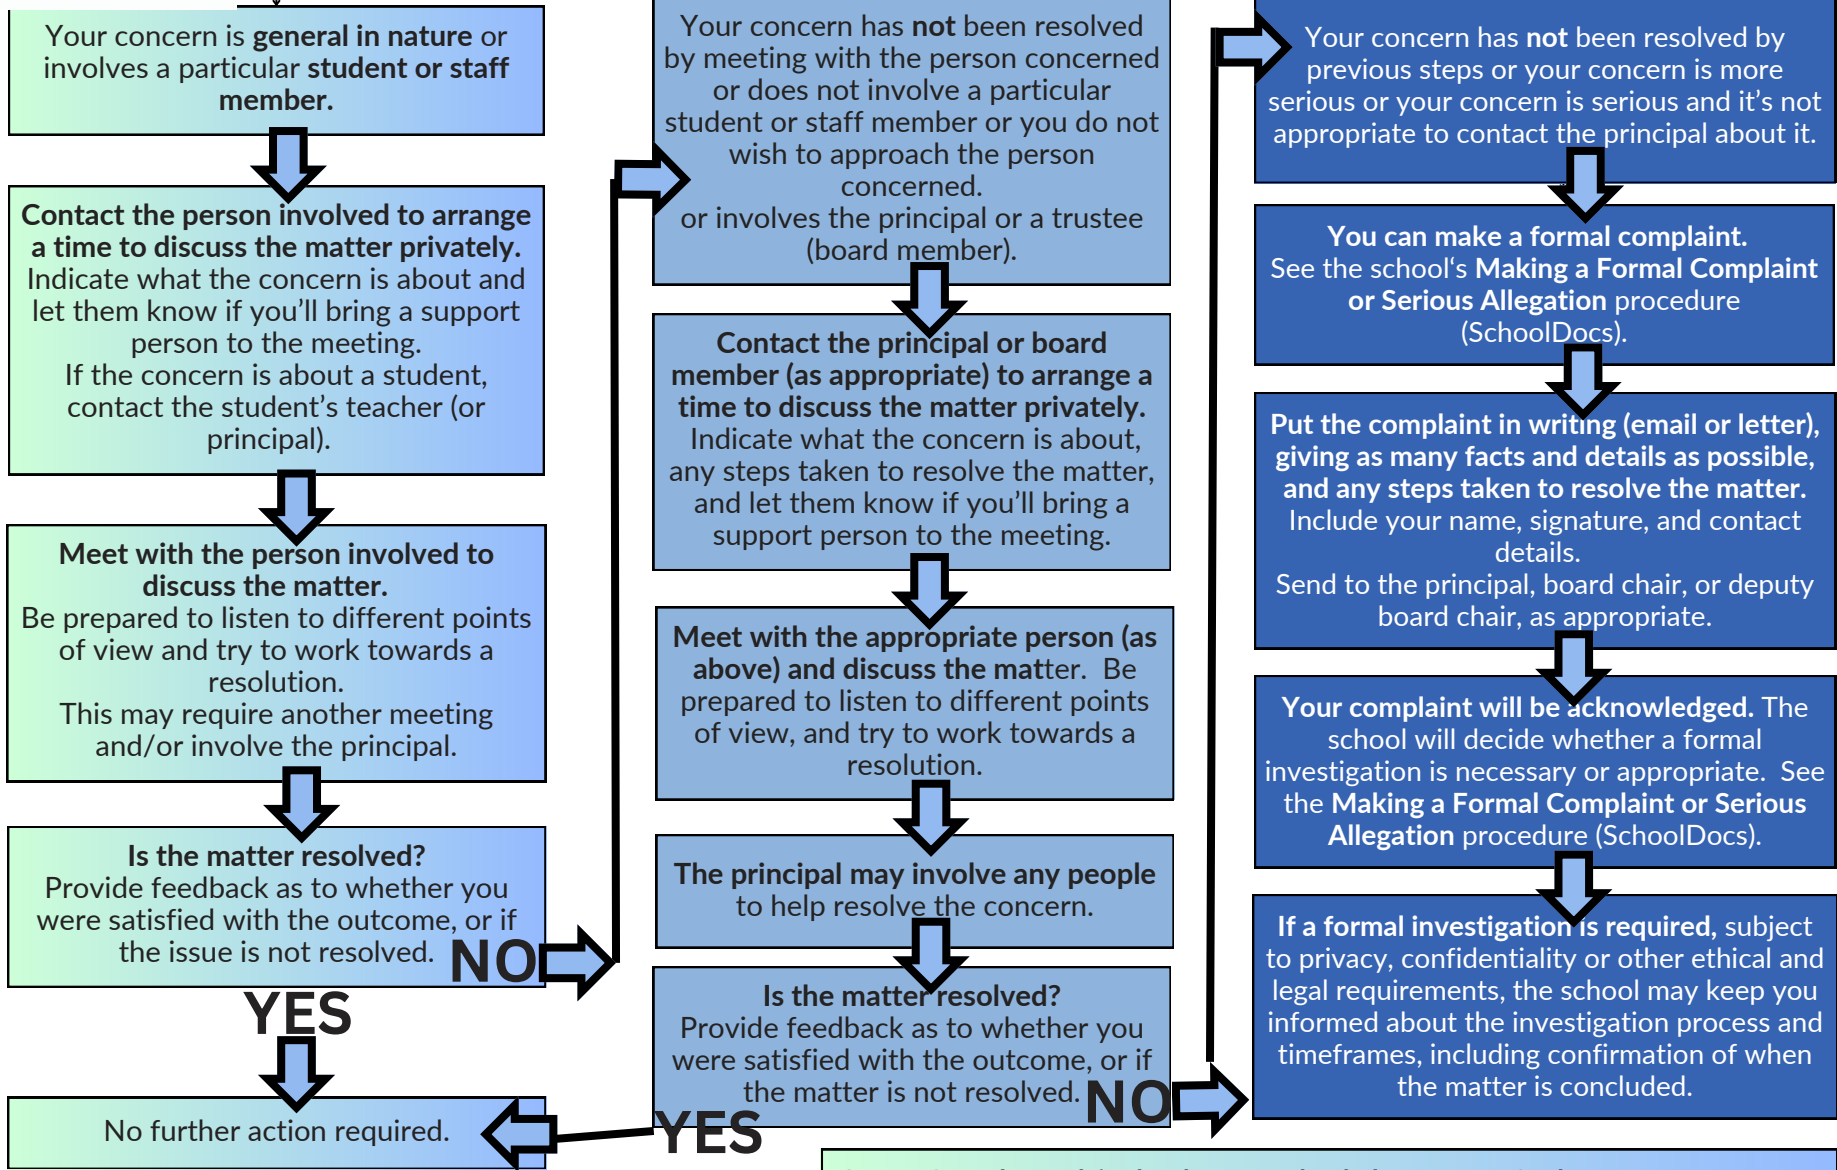 Your concern is general in nature or
involves a particular student or staff
member.
Contact the person involved to arrange
a time to discuss the matter privately.
Indicate what the concern is about and
let them know if you'll bring a support
person to the meeting.
If the concern is about a student,
contact the student's teacher (or
principal).
Meet with the person involved to
discuss the matter.
Be prepared to listen to different points
of view and try to work towards a
resolution.
This may require another meeting
and/or involve the principal.
Is the matter resolved?
Provide feedback as to whether you
were satisfied with the outcome, or if
the issue is not resolved.
NO
YES
No further action required.
Your concern has not been resolved
by meeting with the person concerned
or does not involve a particular
student or staff member or you do not
wish to approach the person
concerned.
or involves the principal or a trustee
(board member).
Contact the principal or board
member (as appropriate) to arrange a
time to discuss the matter privately.
Indicate what the concern is about,
any steps taken to resolve the matter,
and let them know if you'll bring a
support person to the meeting.
Meet with the appropriate person (as
above) and discuss the matter.  Be
prepared to listen to different points
of view, and try to work towards a
resolution.
The principal may involve any people
to help resolve the concern.
Is the matter resolved?
Provide feedback as to whether you
were satisfied with the outcome, or if
the matter is not resolved.
NO
YES
Your concern has not been resolved by
previous steps or your concern is more
serious or your concern is serious and it's not
appropriate to contact the principal about it.
You can make a formal complaint.
See the school‘s Making a Formal Complaint
or Serious Allegation procedure
(SchoolDocs).
Put the complaint in writing (email or letter),
giving as many facts and details as possible,
and any steps taken to resolve the matter.
Include your name, signature, and contact
details.
Send to the principal, board chair, or deputy
board chair, as appropriate.
Your complaint will be acknowledged. The
school will decide whether a formal
investigation is necessary or appropriate.  See
the Making a Formal Complaint or Serious
Allegation procedure (SchoolDocs).
If a formal investigation is required, subject
to privacy, confidentiality or other ethical and
legal requirements, the school may keep you
informed about the investigation process and
timeframes, including confirmation of when
the matter is concluded.